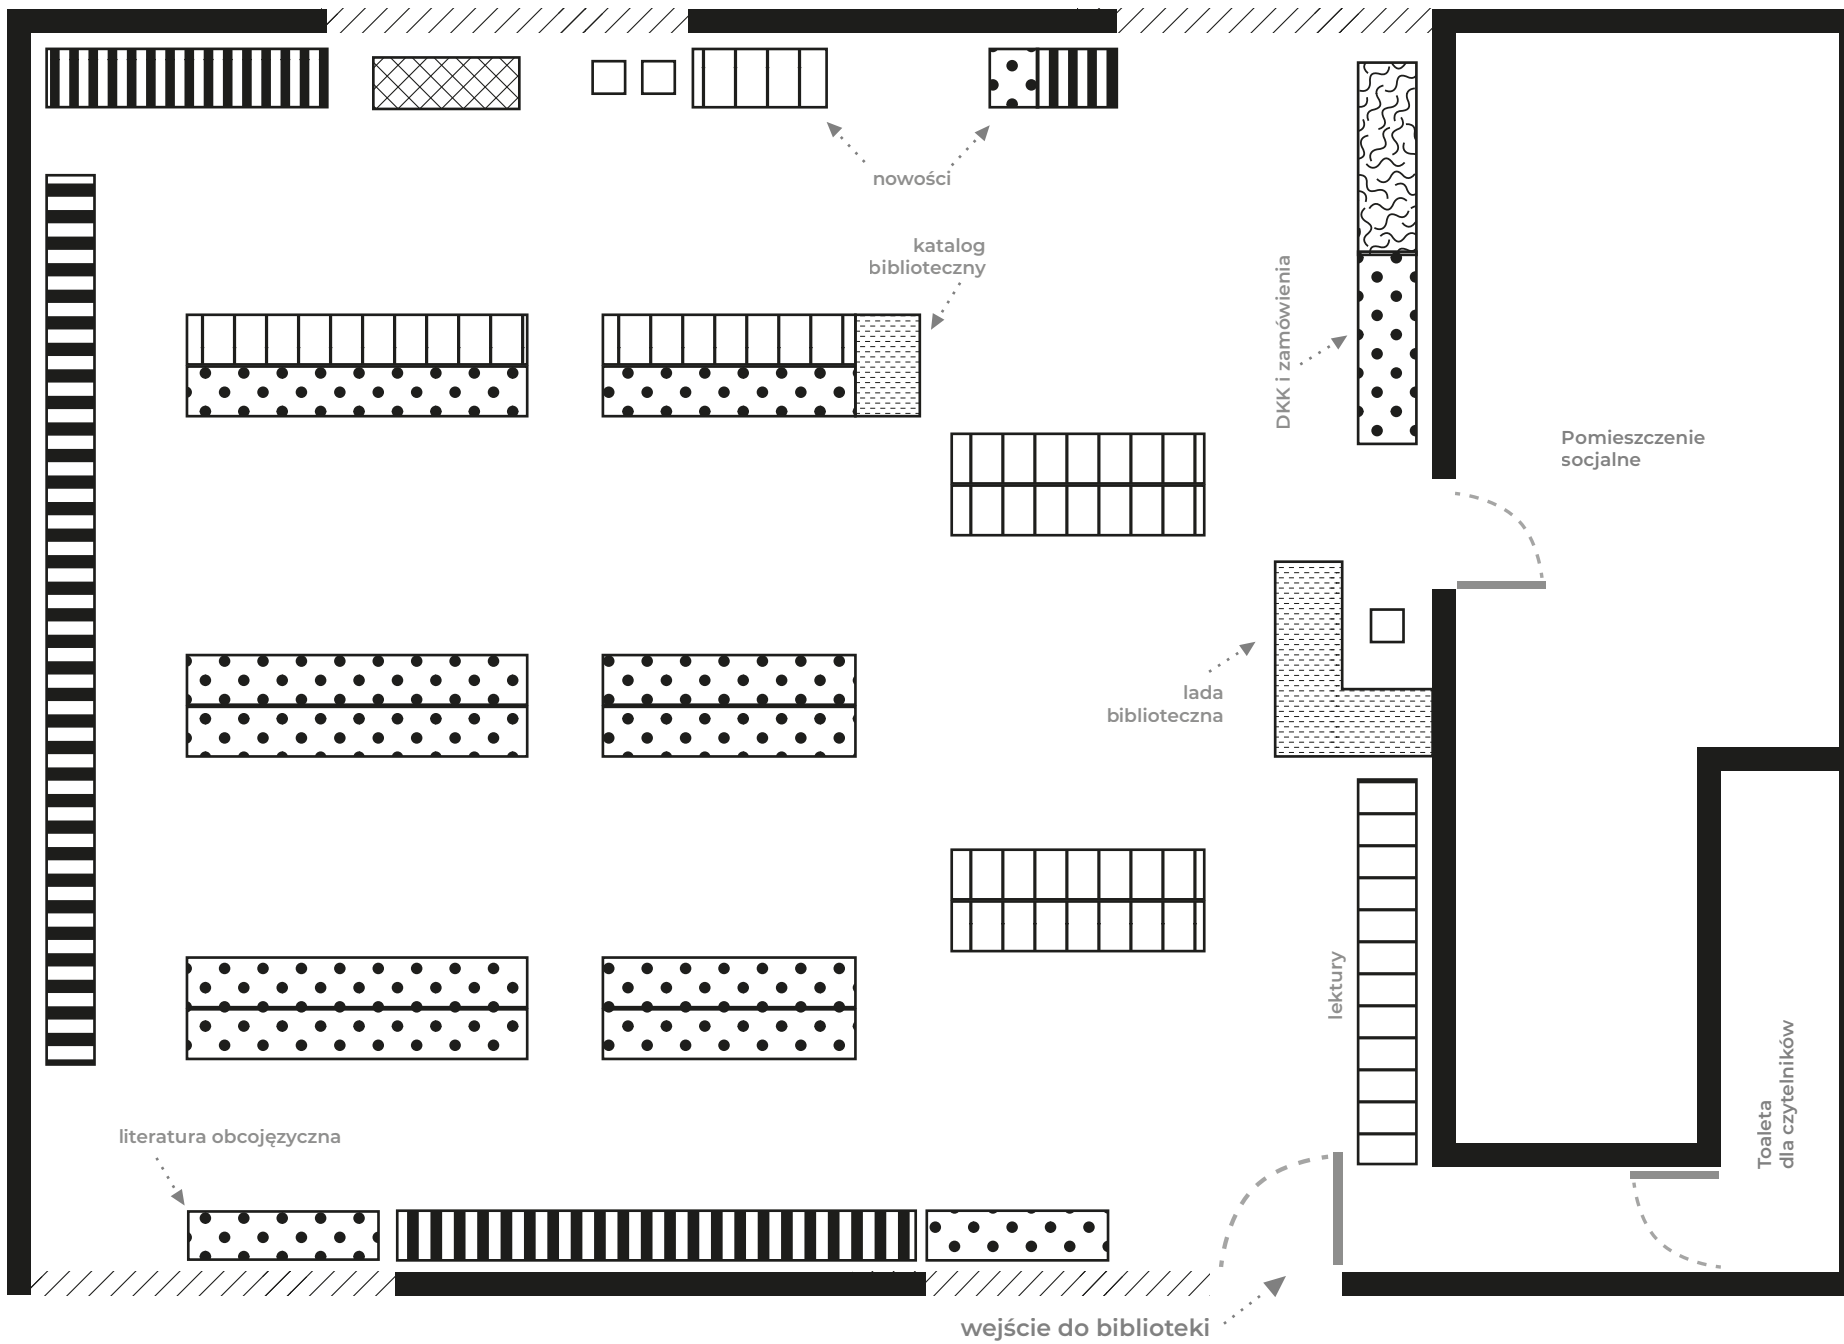 nowości
katalog
biblioteczny
DKK i zamówienia
Pomieszczenie
socjalne
lada
biblioteczna
lektury
Toaleta
dla czytelników
literatura obcojęzyczna
wejście do biblioteki